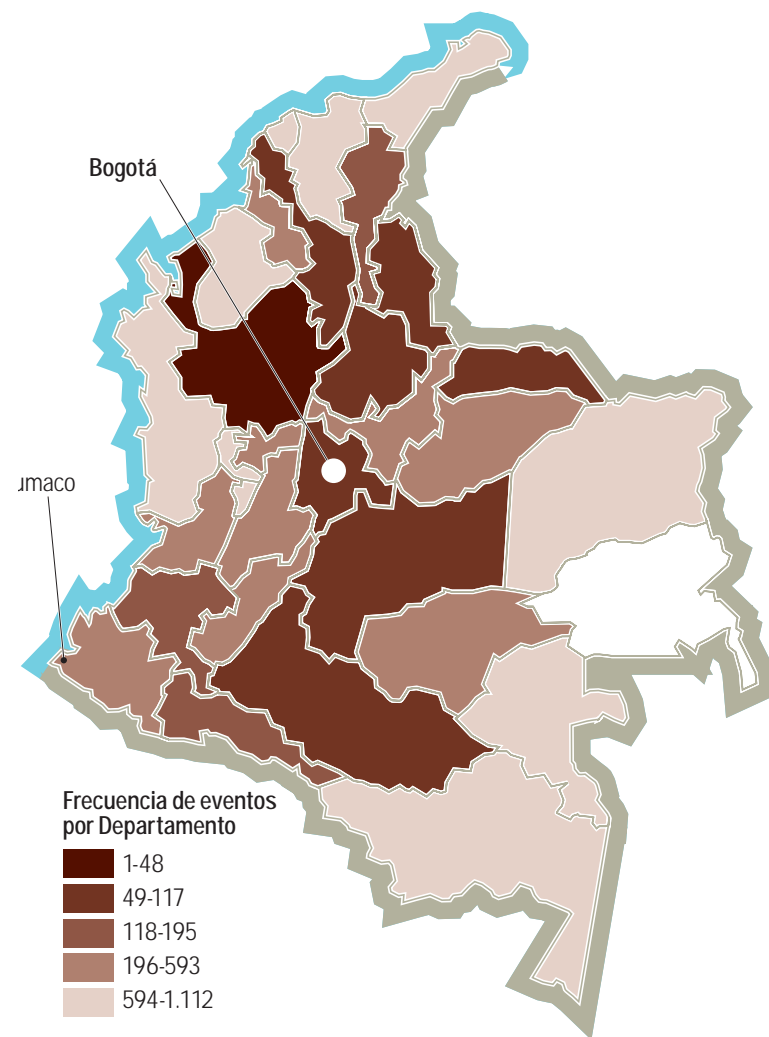 Bogotá
umaco
Frecuencia de eventos
por Departamento
1-48
49-117
118-195
196-593
594-1.112